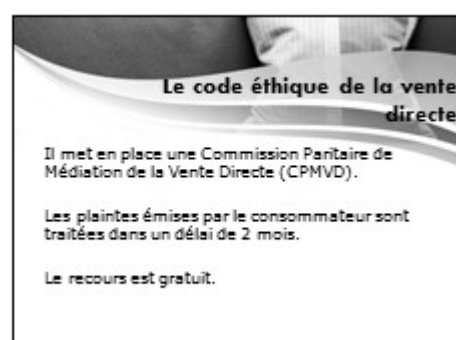 Le code éthique de la vente
directe
Il met en place une Commission Paritaire de
Médiation de la Vente Directe (CPMVD).
Les plaintes émises par le consommateur sont
traitées dans un délai de 2 mois.
Le recours est gratuit.